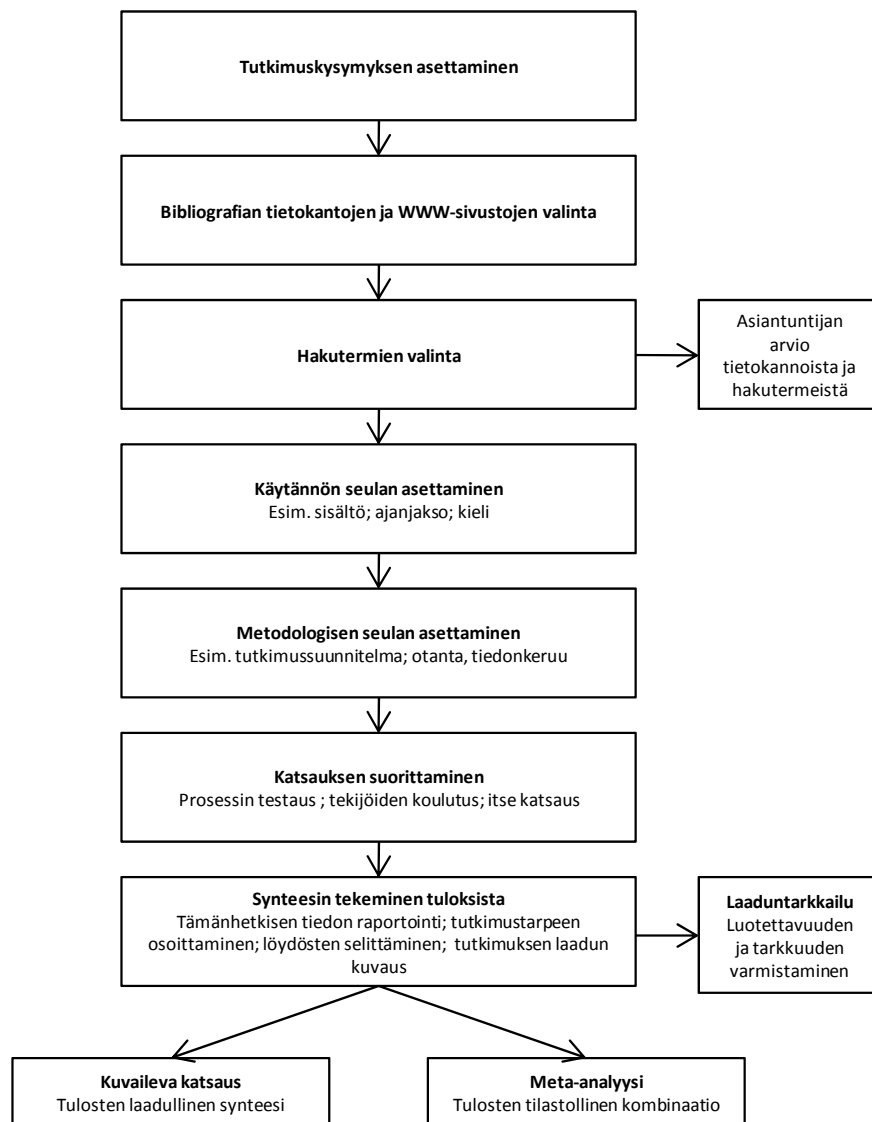 Tutkimuskysymyksen asettaminen
Bibliografian tietokantojen ja WWW-sivustojen valinta
Hakutermien valinta
Asiantuntijan
arvio
tietokannoista ja
hakutermeistä
Käytännön seulan asettaminen
Esim. sisältö; ajanjakso; kieli
Metodologisen seulan asettaminen
Esim. tutkimussuunnitelma; otanta, tiedonkeruu
Katsauksen suorittaminen
Prosessin testaus ; tekijöiden koulutus; itse katsaus
Synteesin tekeminen tuloksista
Tämänhetkisen tiedon raportointi; tutkimustarpeen
osoittaminen; löydösten selittäminen; tutkimuksen laadun
kuvaus
Laaduntarkkailu
Luotettavuuden
ja tarkkuuden
varmistaminen
Kuvaileva katsaus
Tulosten laadullinen synteesi
Meta-analyysi
Tulosten tilastollinen kombinaatio